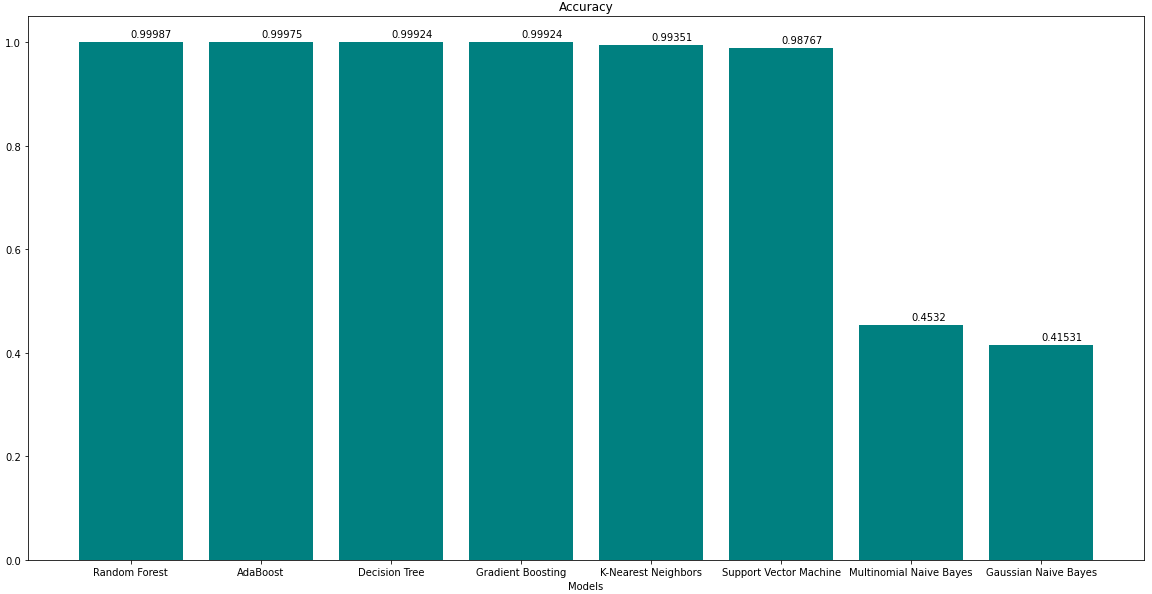 Accuracy
1.0
0.8
0.6
0.4
0.2
0.0
0.99987
0.99975
0.99924
0.99924
0.99351
0.98767
0.4532
0.41531
Random Forest
AdaBoost
Decision Tree
Gradient Boosting
K-Nearest Neighbors
Support Vector Machine
Multinomial Naive Bayes
Gaussian Naive Bayes
Models